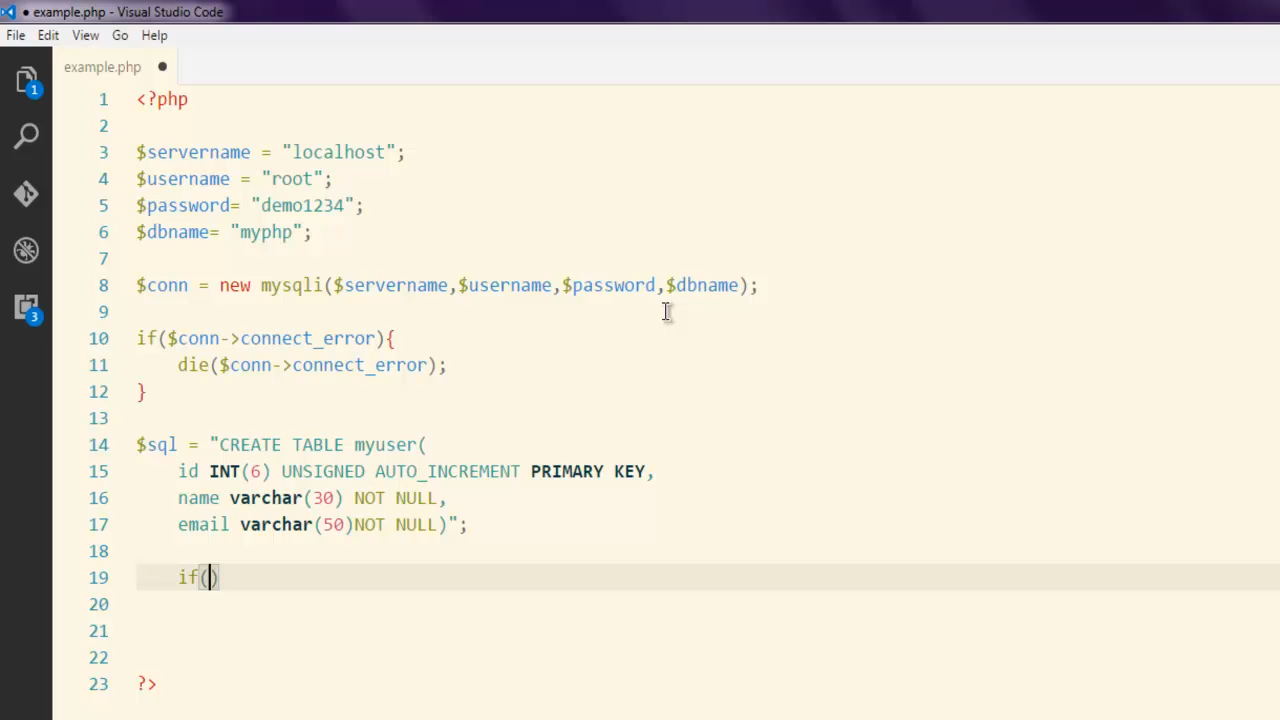 ● example.php - Visual Studio Code
File Edit View Go Help
example.php ●
1 <?php
2
3 $servername = "localhost";
4 $username = "root";
5 $password= "demo1234";
6 $dbname= "myphp";
7
8 $conn = new mysqli($servername,$username,$password,$dbname);
9
10 if($conn->connect_error){
11 die($conn->connect_error);
12 }
13
14 $sql = "CREATE TABLE myuser(
15 id INT(6) UNSIGNED AUTO_INCREMENT PRIMARY KEY,
16 name varchar(30) NOT NULL,
17 email varchar(50)NOT NULL)";
18
19 if()
20
21
22
23 ?>
1
3